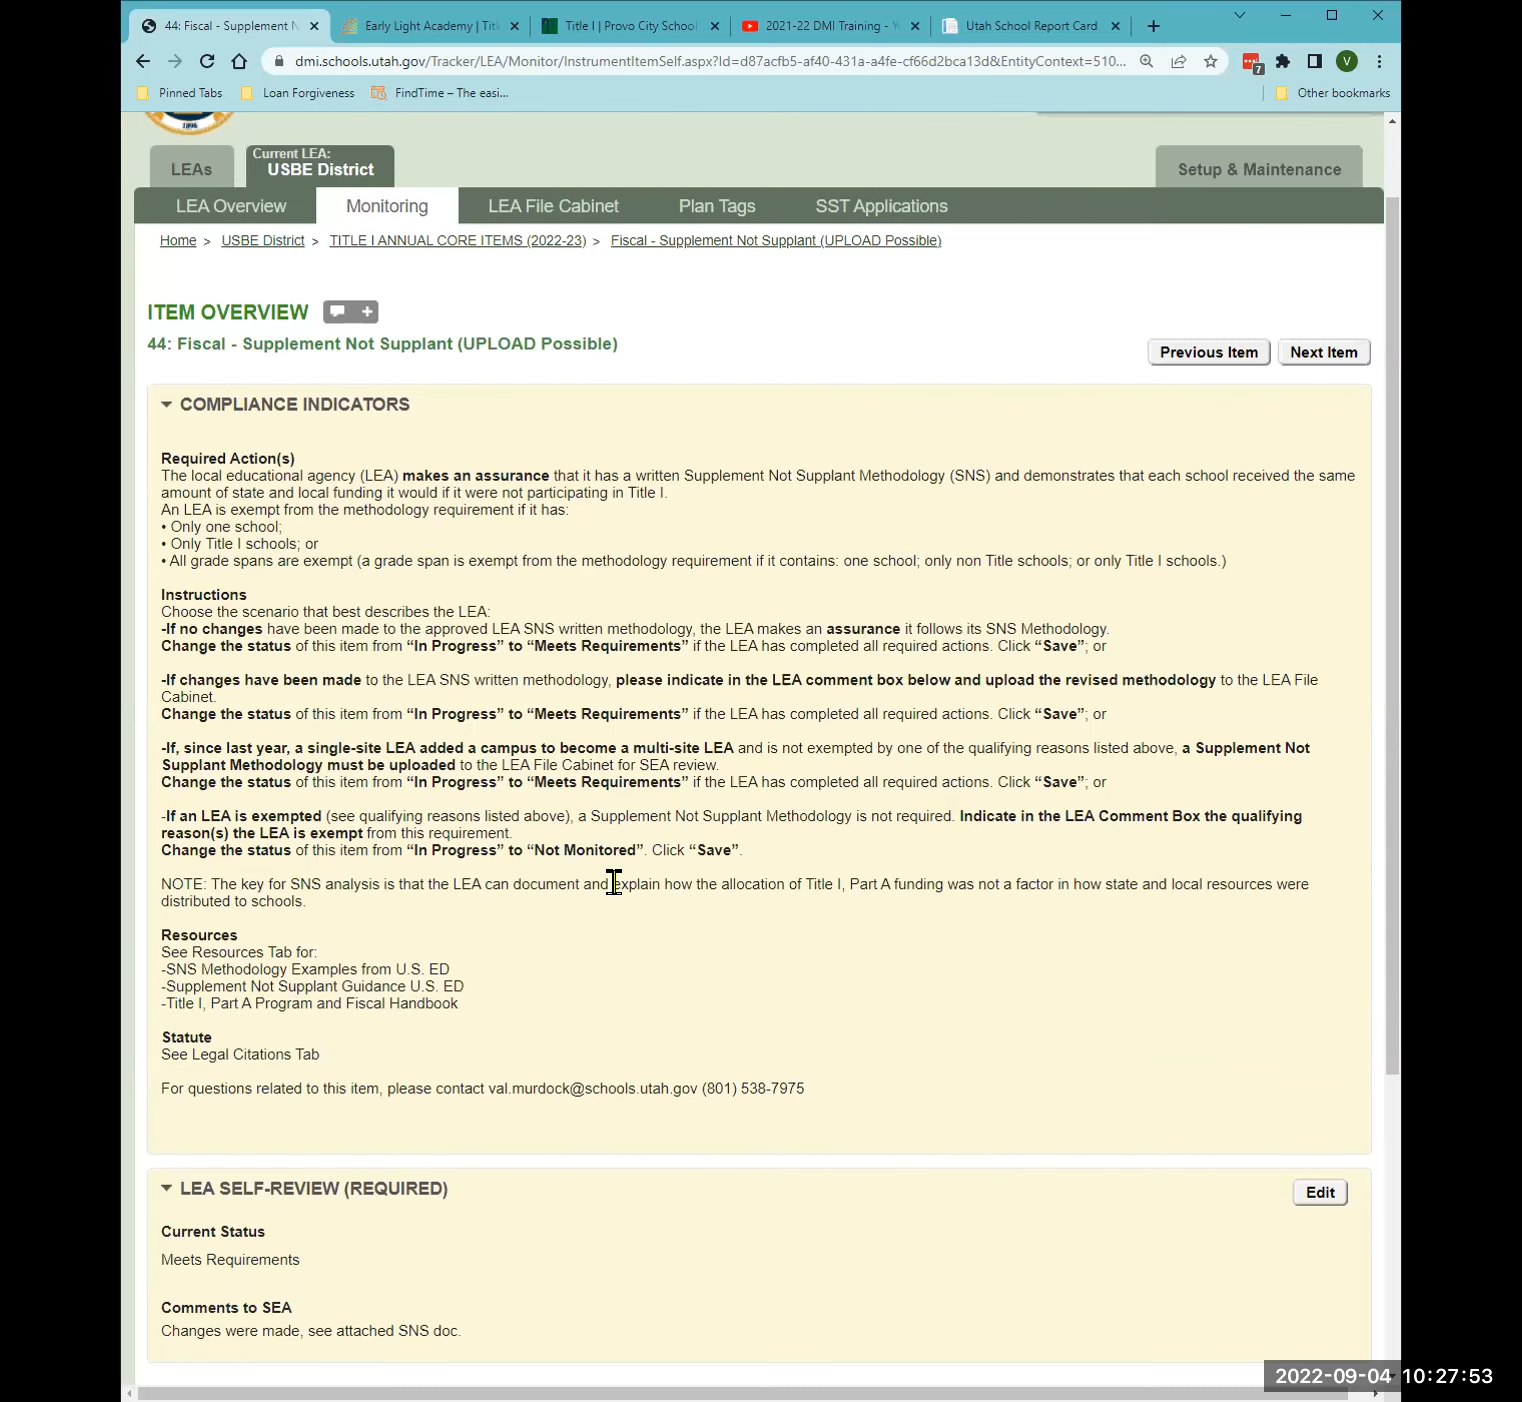 44: Fiscal - Supplement N
Early Light Academy | Titl
Title I | Provo City School
2021-22 DMI Training - Y
Utah School Report Card
dmi.schools.utah.gov/Tracker/LEA/Monitor/InstrumentItemSelf.aspx?Id=d87acfb5-af40-431a-a4fe-cf66d2bca13d&EntityContext=510...
7
V
Pinned Tabs
Loan Forgiveness
FindTime – The easi...
Other bookmarks
1896
LEAs
Current LEA:
USBE District
Setup & Maintenance
LEA Overview
Monitoring
LEA File Cabinet
Plan Tags
SST Applications
Home > USBE District > TITLE I ANNUAL CORE ITEMS (2022-23) > Fiscal - Supplement Not Supplant (UPLOAD Possible)
ITEM OVERVIEW
44: Fiscal - Supplement Not Supplant (UPLOAD Possible)
Previous Item
Next Item
COMPLIANCE INDICATORS
Required Action(s)
The local educational agency (LEA) makes an assurance that it has a written Supplement Not Supplant Methodology (SNS) and demonstrates that each school received the same
amount of state and local funding it would if it were not participating in Title I.
An LEA is exempt from the methodology requirement if it has:
• Only one school;
• Only Title I schools; or
• All grade spans are exempt (a grade span is exempt from the methodology requirement if it contains: one school; only non Title schools; or only Title I schools.)
Instructions
Choose the scenario that best describes the LEA:
-If no changes have been made to the approved LEA SNS written methodology, the LEA makes an assurance it follows its SNS Methodology.
Change the status of this item from “In Progress” to “Meets Requirements” if the LEA has completed all required actions. Click “Save”; or
-If changes have been made to the LEA SNS written methodology, please indicate in the LEA comment box below and upload the revised methodology to the LEA File
Cabinet.
Change the status of this item from “In Progress” to “Meets Requirements” if the LEA has completed all required actions. Click “Save”; or
-If, since last year, a single-site LEA added a campus to become a multi-site LEA and is not exempted by one of the qualifying reasons listed above, a Supplement Not
Supplant Methodology must be uploaded to the LEA File Cabinet for SEA review.
Change the status of this item from “In Progress” to “Meets Requirements” if the LEA has completed all required actions. Click “Save”; or
-If an LEA is exempted (see qualifying reasons listed above), a Supplement Not Supplant Methodology is not required. Indicate in the LEA Comment Box the qualifying
reason(s) the LEA is exempt from this requirement.
Change the status of this item from “In Progress” to “Not Monitored”. Click “Save”.
NOTE: The key for SNS analysis is that the LEA can document and explain how the allocation of Title I, Part A funding was not a factor in how state and local resources were
distributed to schools.
Resources
See Resources Tab for:
-SNS Methodology Examples from U.S. ED
-Supplement Not Supplant Guidance U.S. ED
-Title I, Part A Program and Fiscal Handbook
Statute
See Legal Citations Tab
For questions related to this item, please contact val.murdock@schools.utah.gov (801) 538-7975
LEA SELF-REVIEW (REQUIRED)
Edit
Current Status
Meets Requirements
Comments to SEA
Changes were made, see attached SNS doc.
2022-09-04 10:27:53